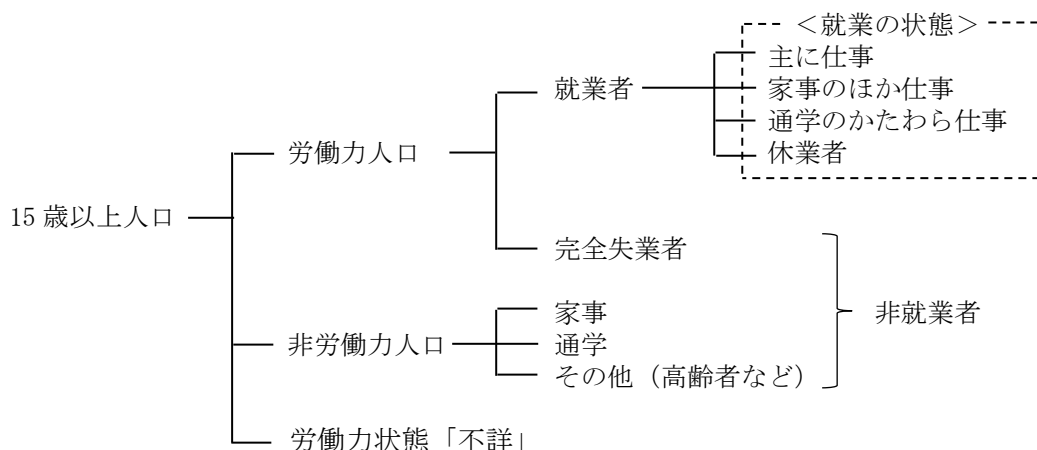 ＜就業の状態＞
主に仕事
就業者
家事のほか仕事
通学のかたわら仕事
労働力人口
休業者
15 歳以上人口
完全失業者
家事
非就業者
非労働力人口
通学
その他（高齢者など）
労働力状態「不詳」